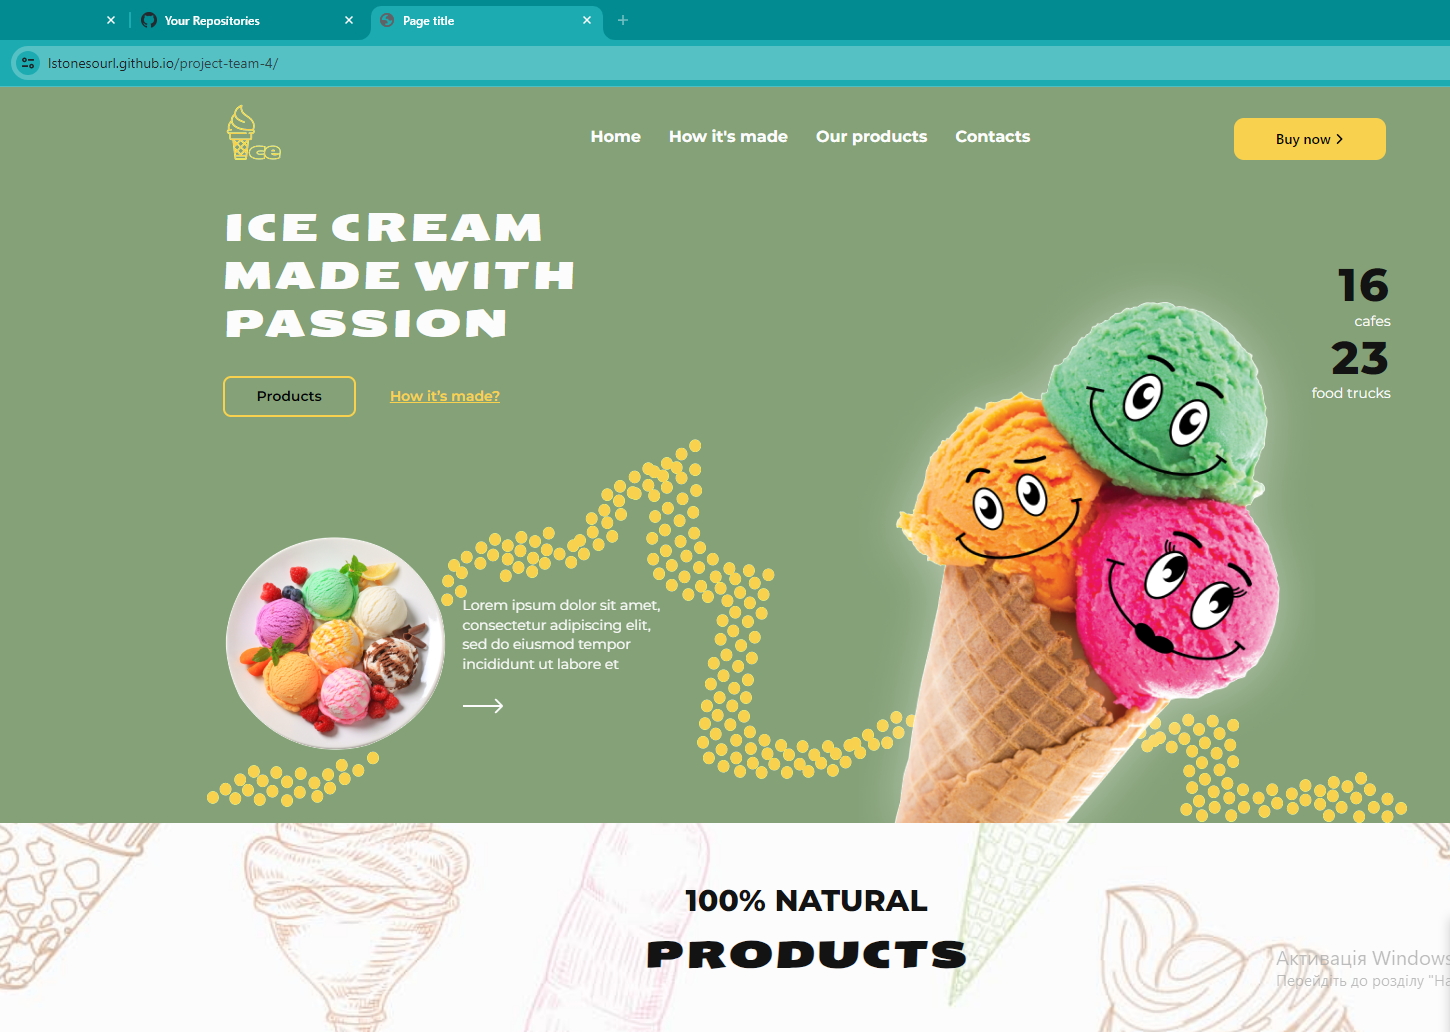 Your Repositories
Page title
lstonesourl.github.io/project-team-4/
ce
Home
How it's made
Our products
Contacts
Buy now
ICE CREAM
MADE WITH
PASSION
16
cafes
23
food trucks
Products
How it's made?
Lorem ipsum dolor sit amet,
consectetur adipiscing elit,
sed do eiusmod tempor
incididunt ut labore et
100% NATURAL
PRODUCTS
Активація Windows
Перейдіть до розділу "На